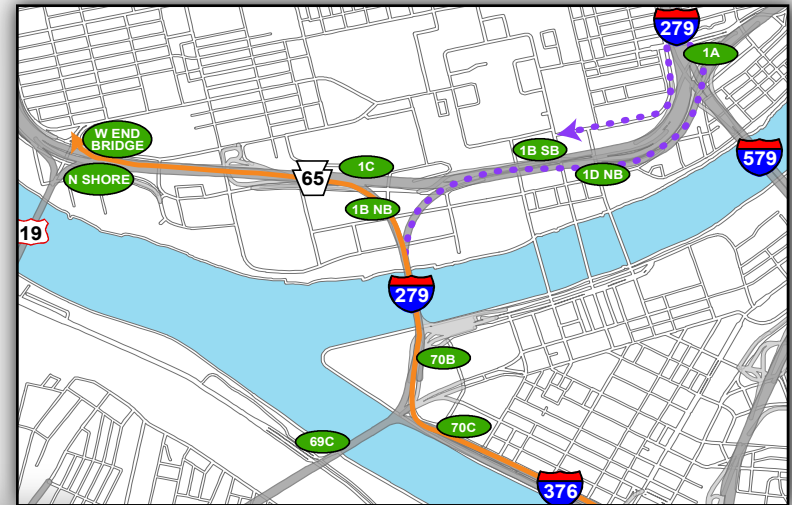 279
1A
W END
BRIDGE
1B SB
579
1C
N SHORE
65
1D NB
1B NB
19
279
70B
70C
69C
376